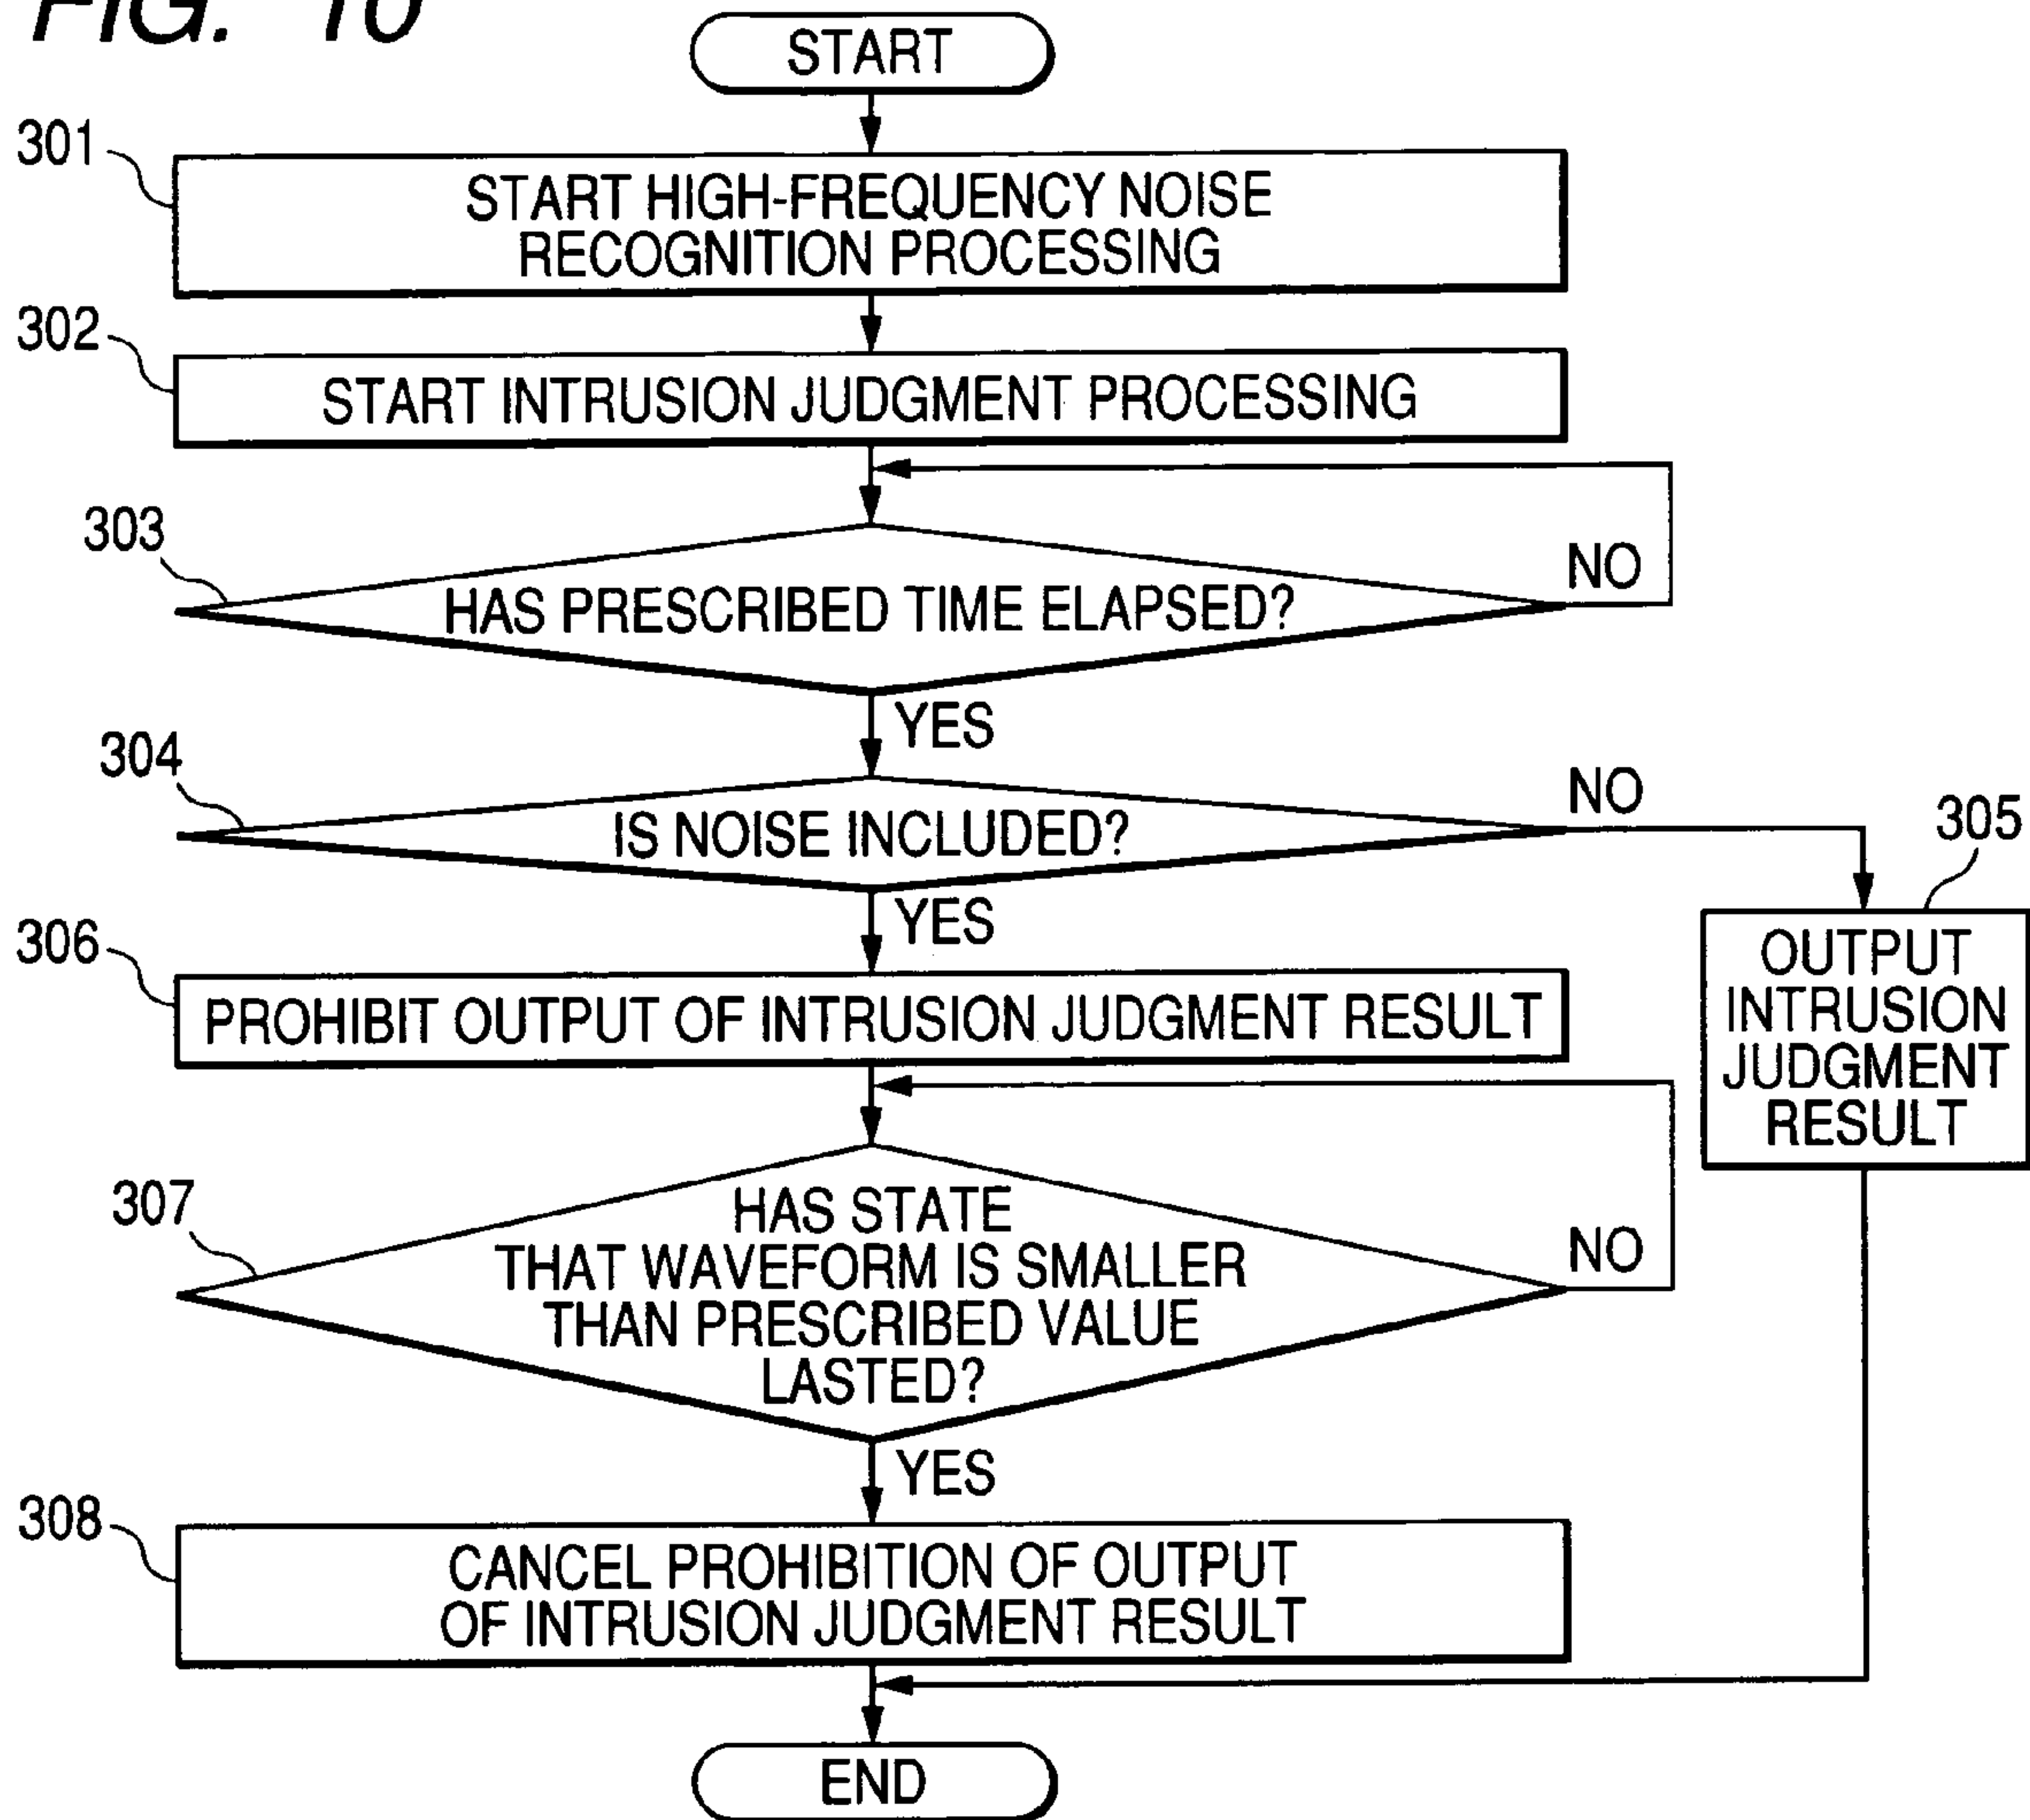 FIG. 10
START
301
START HIGH-FREQUENCY NOISE
RECOGNITION PROCESSING
302
START INTRUSION JUDGMENT PROCESSING
303
HAS PRESCRIBED TIME ELAPSED?
NO
YES
304
IS NOISE INCLUDED?
NO
305
YES
OUTPUT
INTRUSION
JUDGMENT
RESULT
306
PROHIBIT OUTPUT OF INTRUSION JUDGMENT RESULT
307
HAS STATE
THAT WAVEFORM IS SMALLER
THAN PRESCRIBED VALUE
LASTED?
NO
YES
308
CANCEL PROHIBITION OF OUTPUT
OF INTRUSION JUDGMENT RESULT
END